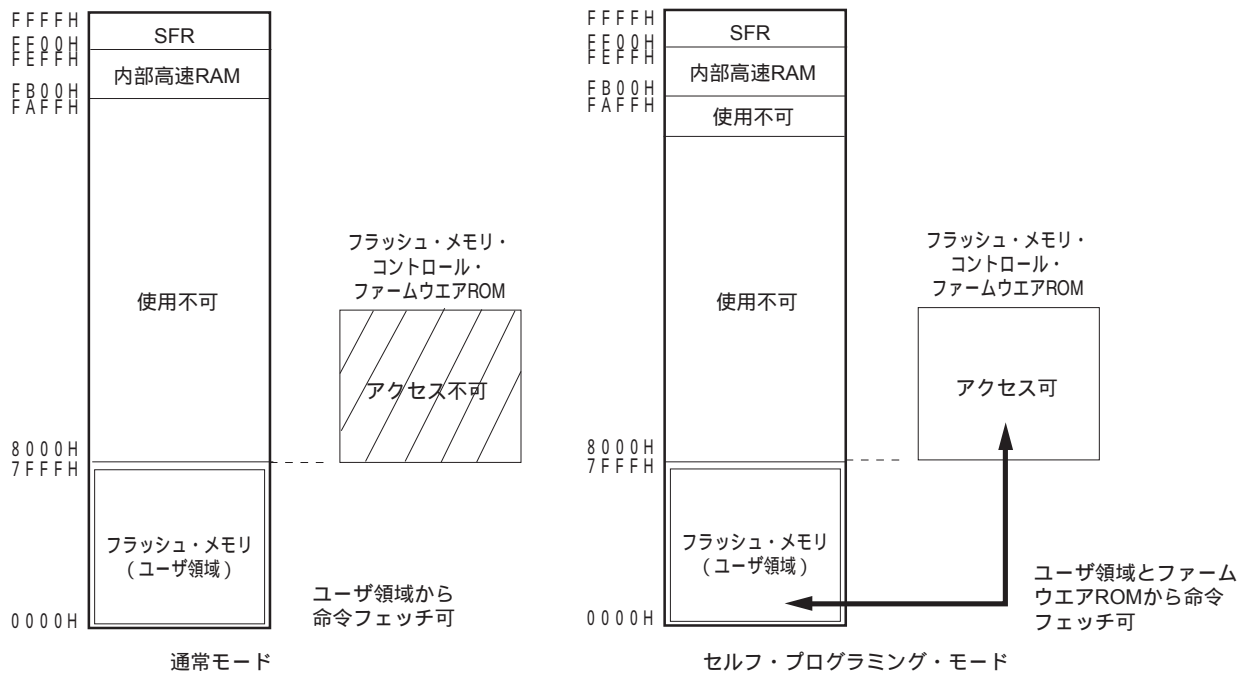 FFFFH
FE00H
FEFFH
FB00H
FAFFH
8000H
7FFFH
0000H
SFR
内部高速RAM
使用不可
フラッシュ・メモリ
（ユーザ領域）
フラッシュ・メモリ・
コントロール・
ファームウエアROM
アクセス不可
ユーザ領域から
命令フェッチ可
通常モード
FFFFH
FE00H
FEFFH
FB00H
FAFFH
8000H
7FFFH
0000H
SFR
内部高速RAM
使用不可
使用不可
フラッシュ・メモリ
（ユーザ領域）
フラッシュ・メモリ・
コントロール・
ファームウエアROM
アクセス可
ユーザ領域とファーム
ウエアROMから命令
フェッチ可
セルフ・プログラミング・モード